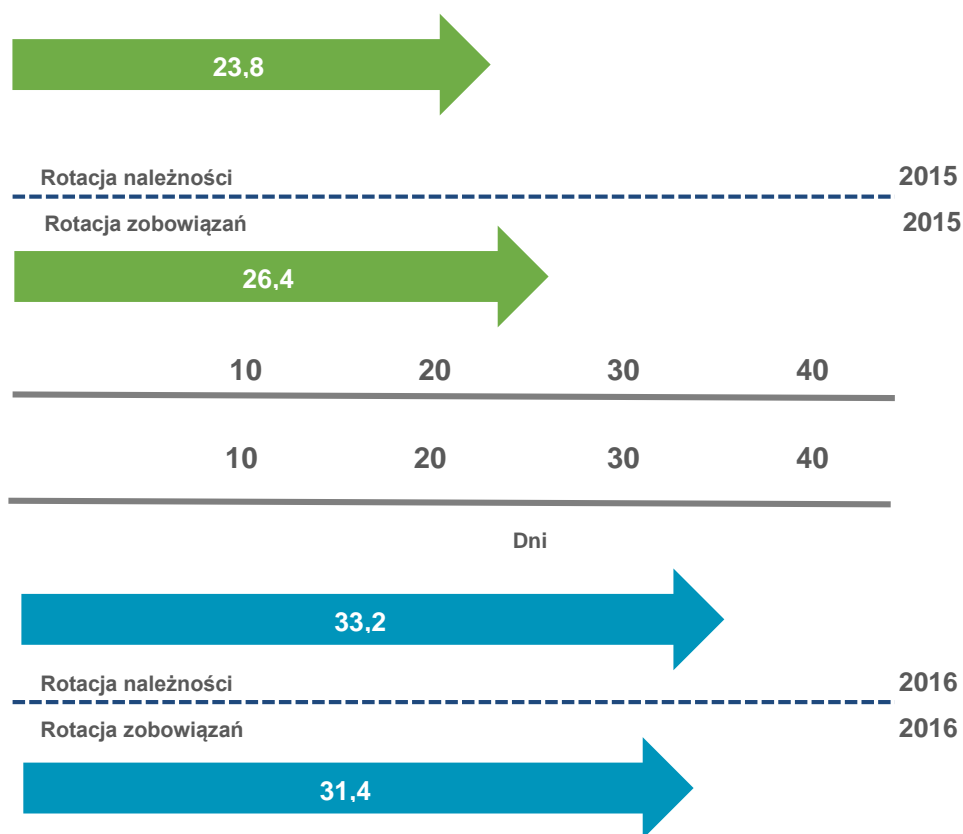 23,8
Rotacja należności 2015
Rotacja zobowiązań 2015
26,4
10 20 30 40
10 20 30 40
Dni
33,2
Rotacja należności 2016
Rotacja zobowiązań 2016
31,4